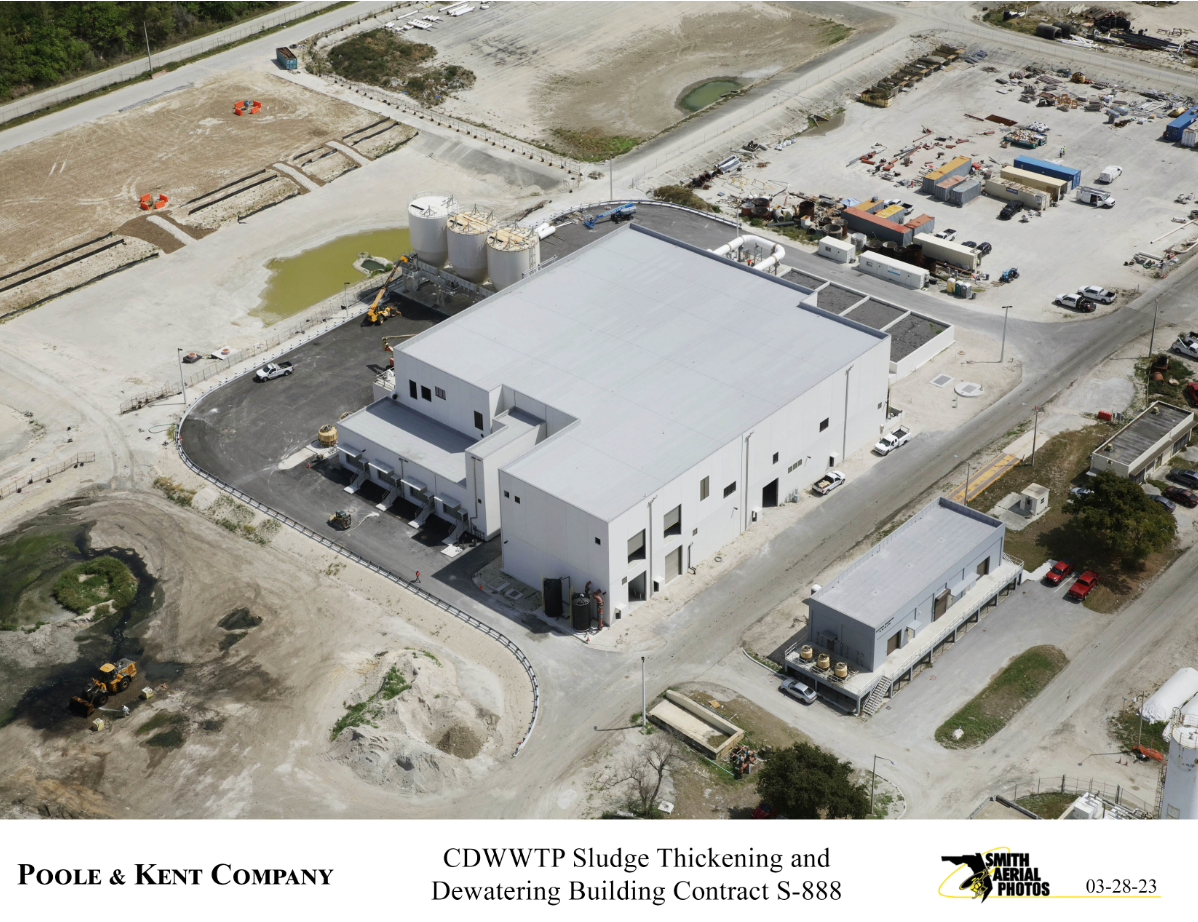 POOLE & KENT COMPANY
CDWWTP Sludge Thickening and
Dewatering Building Contract S-888
SMITH
AERIAL
PHOTOS
03-28-23